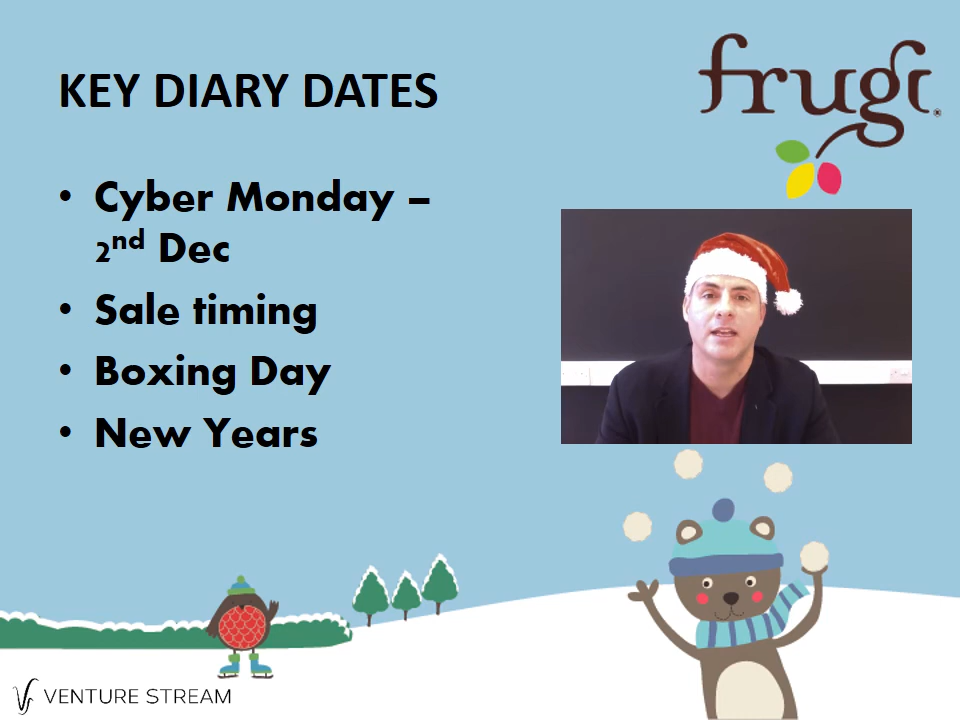 KEY DIARY DATES
frugi®
• Cyber Monday –
2nd Dec
• Sale timing
• Boxing Day
• New Years
VENTURE STREAM